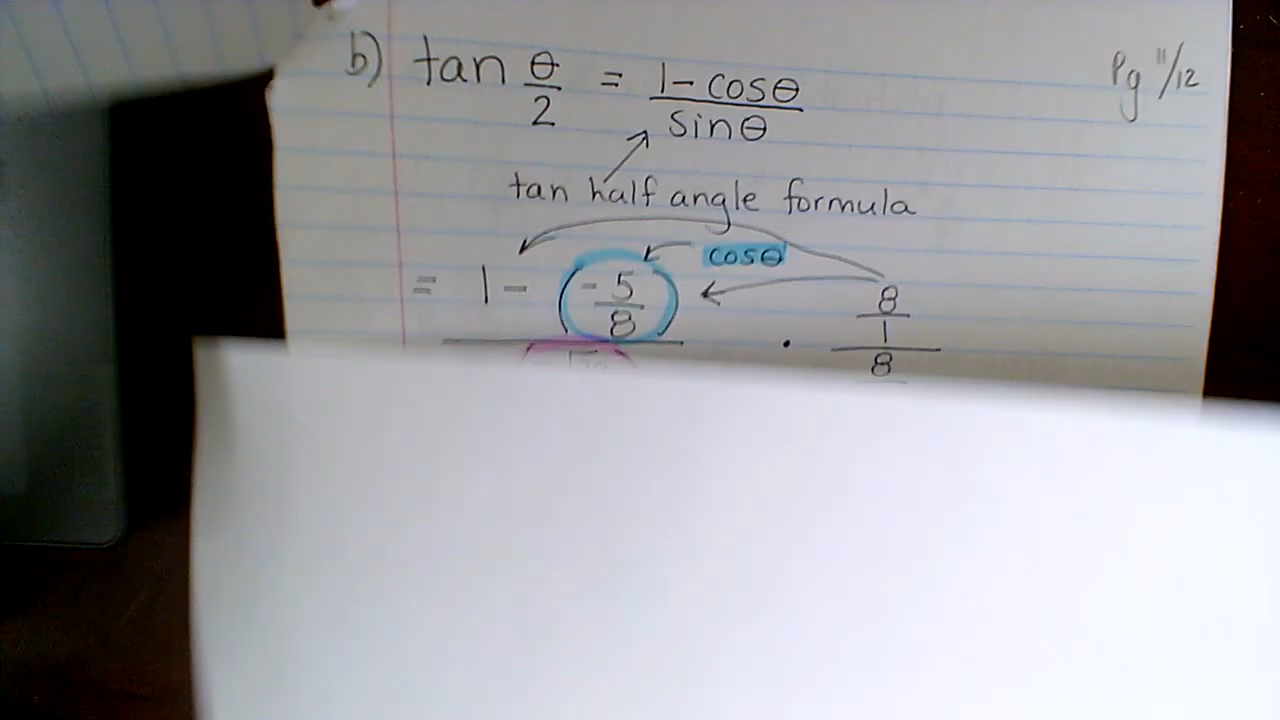 b) tan θ/2 = 1 - cosθ / sinθ
Pg 11/12
tan half angle formula
cosθ
= 1 - (-5/8) · 8/1
8